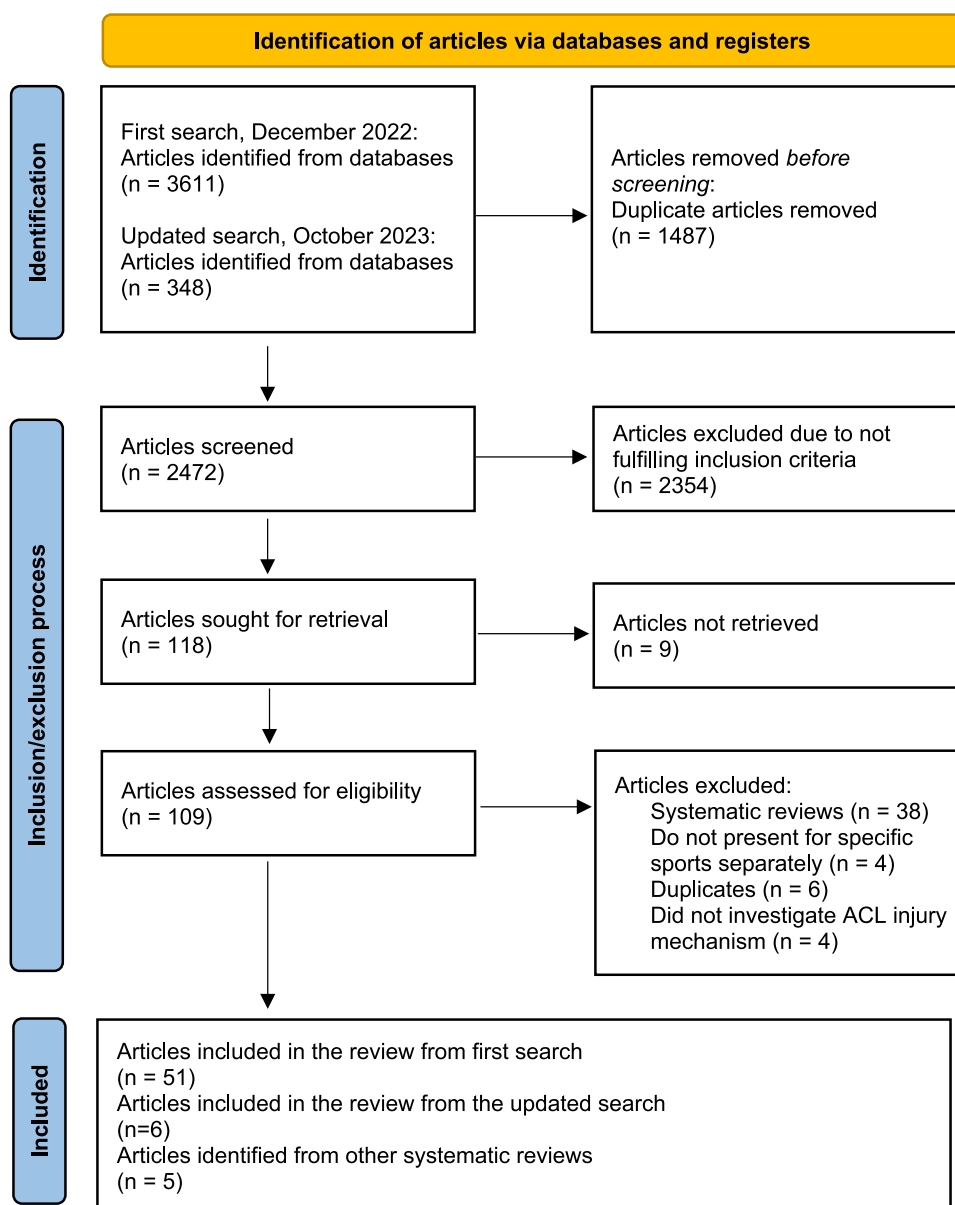 Identification of articles via databases and registers
Identification
First search, December 2022:
Articles identified from databases
(n = 3611)
Updated search, October 2023:
Articles identified from databases
(n = 348)
Articles removed before
screening:
Duplicate articles removed
(n = 1487)
Inclusion/exclusion process
Articles screened
(n = 2472)
Articles excluded due to not
fulfilling inclusion criteria
(n = 2354)
Articles sought for retrieval
(n = 118)
Articles not retrieved
(n = 9)
Articles assessed for eligibility
(n = 109)
Articles excluded:
Systematic reviews (n = 38)
Do not present for specific
sports separately (n = 4)
Duplicates (n = 6)
Did not investigate ACL injury
mechanism (n = 4)
Included
Articles included in the review from first search
(n = 51)
Articles included in the review from the updated search
(n=6)
Articles identified from other systematic reviews
(n = 5)